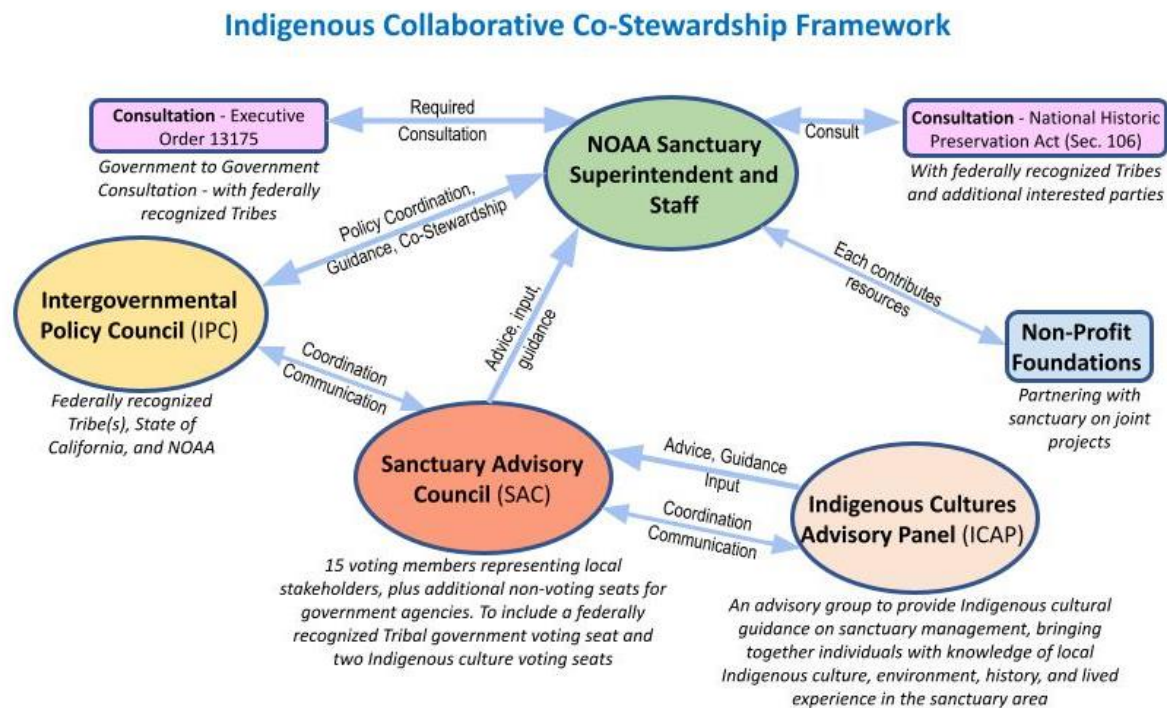 Indigenous Collaborative Co-Stewardship Framework
Consultation - Executive
Order 13175
Government to Government
Consultation - with federally
recognized Tribes
Required
Consultation
NOAA Sanctuary
Superintendent and
Staff
Consult
Consultation - National Historic
Preservation Act (Sec. 106)
With federally recognized Tribes
and additional interested parties
Policy Coordination,
Guidance, Co-Stewardship
Intergovernmental
Policy Council (IPC)
Federally recognized
Tribe(s), State of
California, and NOAA
Advice, input,
guidance
Each contributes
resources
Non-Profit
Foundations
Partnering with
sanctuary on joint
projects
Coordination
Communication
Sanctuary Advisory
Council (SAC)
15 voting members representing local
stakeholders, plus additional non-voting seats for
government agencies. To include a federally
recognized Tribal government voting seat and
two Indigenous culture voting seats
Advice, Guidance
Input
Coordination
Communication
Indigenous Cultures
Advisory Panel (ICAP)
An advisory group to provide Indigenous cultural
guidance on sanctuary management, bringing
together individuals with knowledge of local
Indigenous culture, environment, history, and lived
experience in the sanctuary area